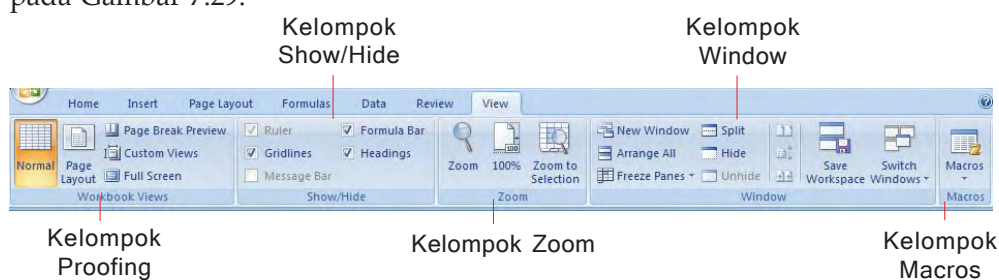 pada Gambar 7.29.
Kelompok
Show/Hide
Kelompok
Window
Home Insert Page Layout Formulas Data Review View
Normal
Page Layout
Page Break Preview
Custom Views
Full Screen
Workbook Views
Ruler
Gridlines
Message Bar
Formula Bar
Headings
Show/Hide
Zoom
100%
Zoom to
Selection
Zoom
New Window
Arrange All
Freeze Panes
Split
Hide
Unhide
Save
Workspace
Switch
Windows
Window
Macros
Macros
Kelompok
Proofing
Kelompok Zoom
Kelompok
Macros